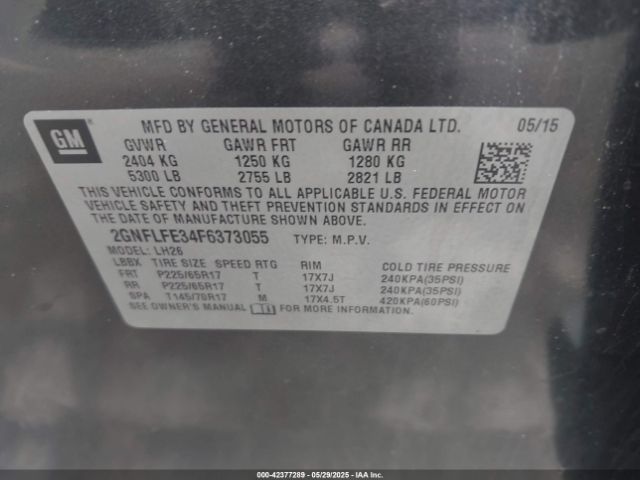 GM
MFD BY GENERAL MOTORS OF CANADA LTD. 05/15
GVWR GAWR FRT GAWR RR
2404 KG 1250 KG 1280 KG
5300 LB 2755 LB 2821 LB
THIS VEHICLE CONFORMS TO ALL APPLICABLE U.S. FEDERAL MOTOR
VEHICLE SAFETY AND THEFT PREVENTION STANDARDS IN EFFECT ON
THE DATE OF MANUFACTURE SHOWN ABOVE.
2GNFLFE34F6373055 TYPE: M.P.V.
MODEL: LH26
LBBX TIRE SIZE SPEED RTG RIM COLD TIRE PRESSURE
FRT P225/65R17 T 17X7J 240KPA(35PSI)
RR P225/65R17 T 17X7J 240KPA(35PSI)
SPA T145/70R17 M 17X4.5T 420KPA(60PSI)
SEE OWNER'S MANUAL FOR MORE INFORMATION.
000-42377289 - 05/29/2025 - IAA, Inc.